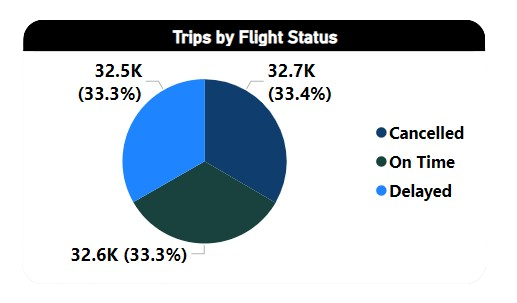 Trips by Flight Status
32.5K
(33.3%)
32.7K
(33.4%)
Cancelled
On Time
Delayed
32.6K (33.3%)